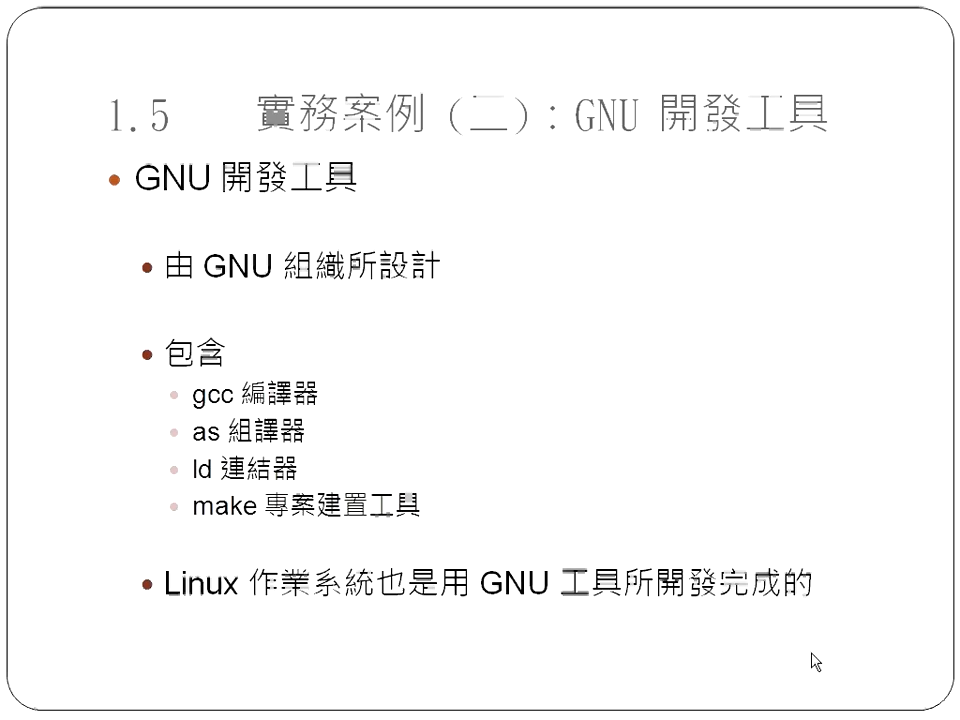 1.5 實務案例 (二):GNU 開發工具
GNU 開發工具
由 GNU 組織所設計
包含
gcc 編譯器
as 組譯器
ld 連結器
make 專案建置工具
Linux 作業系統也是用 GNU 工具所開發完成的